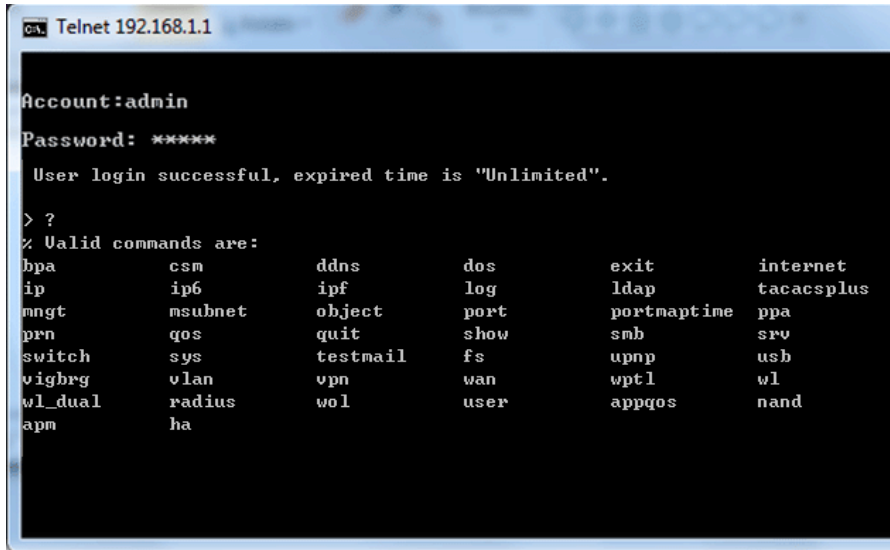 Telnet 192.168.1.1
Account:admin
Password: *****
User login successful, expired time is "Unlimited".
> ?
% Valid commands are:
bpa csm ddns dos exit internet
ip ip6 ipf log ldap tacacsplus
mngt msubnet object port portmaptime ppa
prn qos quit show smb srv
switch sys testmail fs upnp usb
vigbrg vlan vpn wan wptl wl
wl_dual radius wol user appqos nand
apm ha